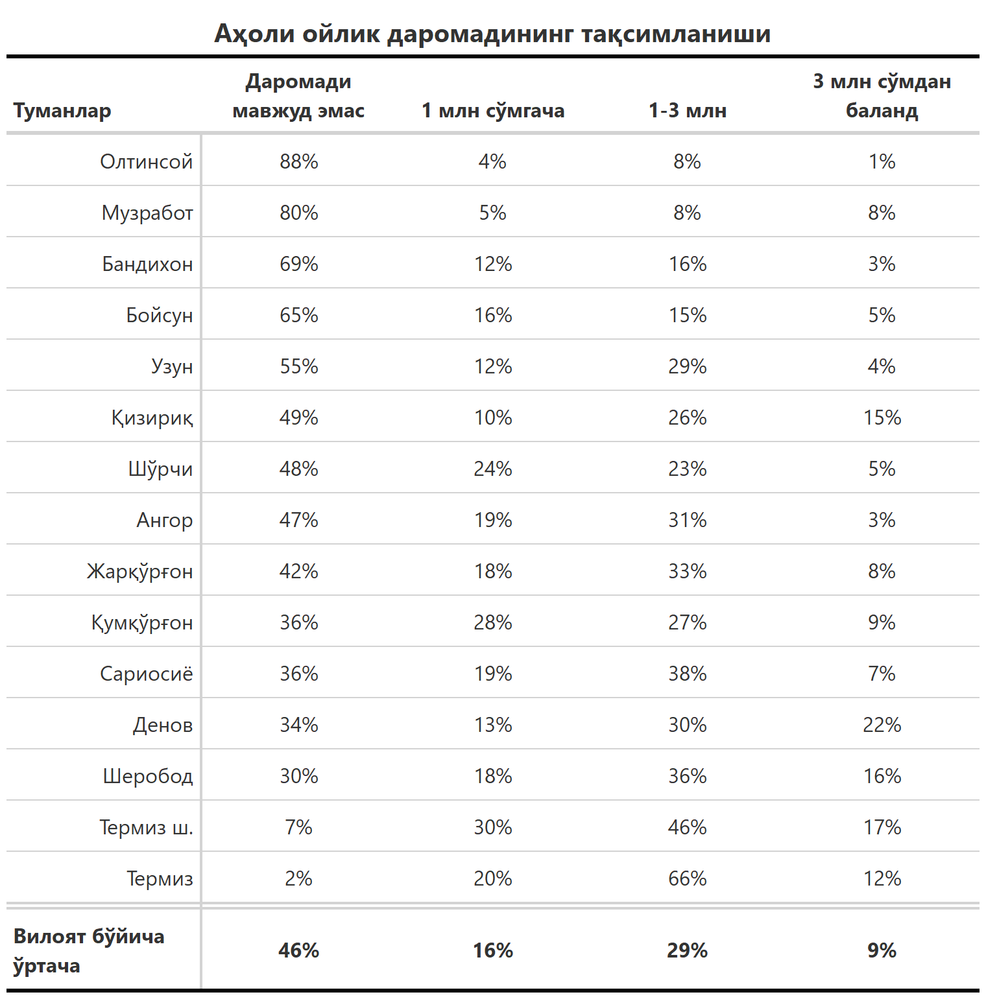 Аҳоли ойлик даромадининг тақсимланиши
Даромади 3 млн сўмдан
Туманлар мавжуд эмас 1 млн сўмгача 1-3 млн баланд
Олтинсой 88% 4% 8% 1%
Музработ 80% 5% 8% 8%
Бандихон 69% 12% 16% 3%
Бойсун 65% 16% 15% 5%
Узун 55% 12% 29% 4%
Қизириқ 49% 10% 26% 15%
Шўрчи 48% 24% 23% 5%
Ангор 47% 19% 31% 3%
Жарқўрғон 42% 18% 33% 8%
Қумқўрғон 36% 28% 27% 9%
Сариосиё 36% 19% 38% 7%
Денов 34% 13% 30% 22%
Шеробод 30% 18% 36% 16%
Термиз ш. 7% 30% 46% 17%
Термиз 2% 20% 66% 12%
Вилоят бўйича
ўртача 46% 16% 29% 9%